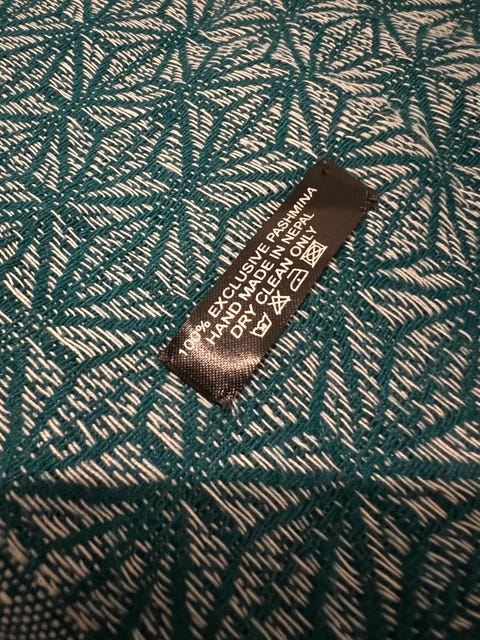 100% EXCLUSIVE PASHMINA
HAND MADE IN NEPAL
DRY CLEAN ONLY